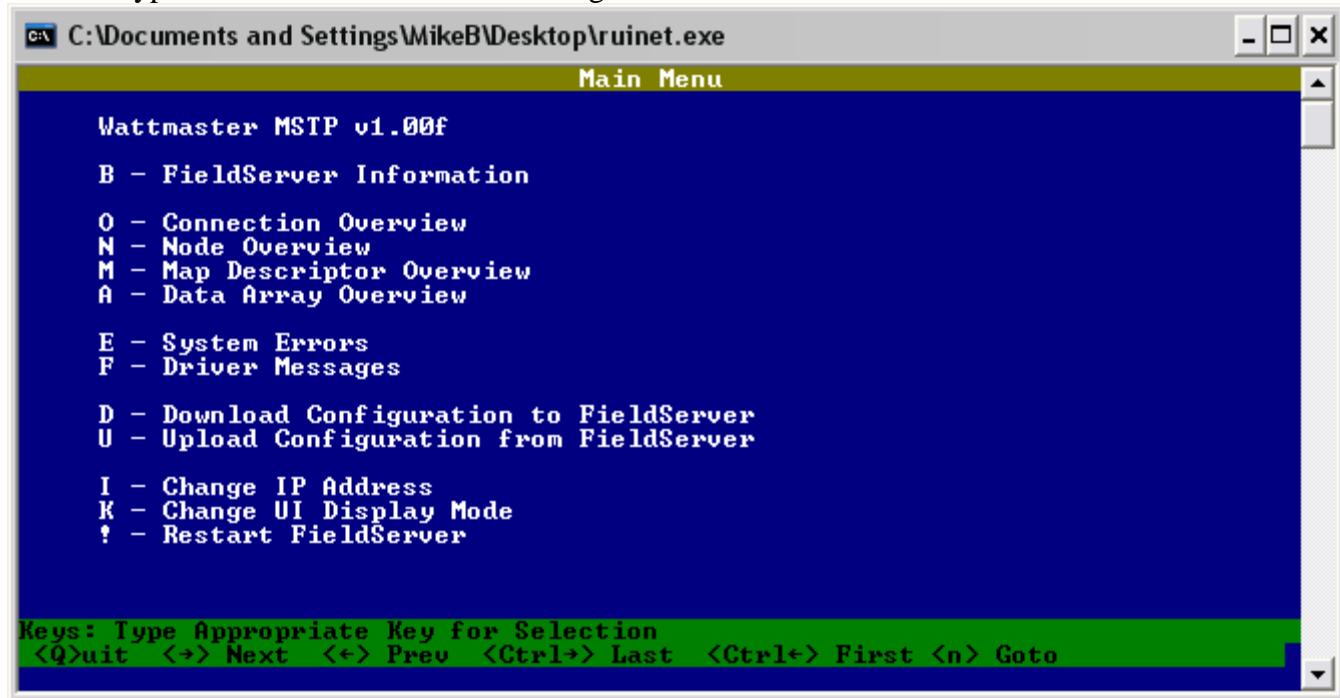 C:\Documents and Settings\MikeB\Desktop\ruinet.exe
Main Menu
Wattmaster MSTP v1.00f
B - FieldServer Information
O - Connection Overview
N - Node Overview
M - Map Descriptor Overview
A - Data Array Overview
E - System Errors
F - Driver Messages
D - Download Configuration to FieldServer
U - Upload Configuration from FieldServer
I - Change IP Address
K - Change UI Display Mode
! - Restart FieldServer
Keys: Type Appropriate Key for Selection
<Q>uit <→> Next <←> Prev <Ctrl→> Last <Ctrl←> First <n> Goto